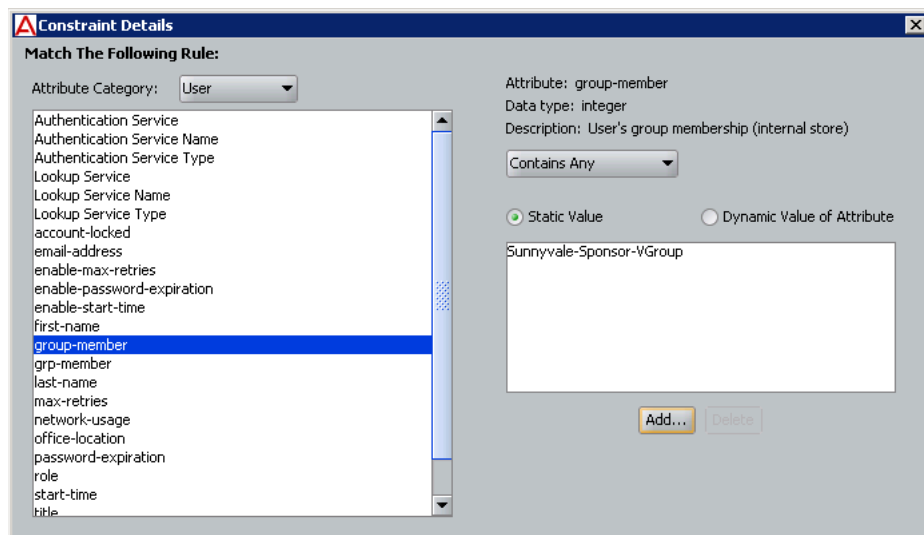 Constraint Details
Match The Following Rule:
Attribute Category: User
Authentication Service
Authentication Service Name
Authentication Service Type
Lookup Service
Lookup Service Name
Lookup Service Type
account-locked
email-address
enable-max-retries
enable-password-expiration
enable-start-time
first-name
group-member
grp-member
last-name
max-retries
network-usage
office-location
password-expiration
role
start-time
title
Attribute: group-member
Data type: integer
Description: User's group membership (internal store)
Contains Any
Static Value Dynamic Value of Attribute
Sunnyvale-Sponsor-VGroup
Add... Delete